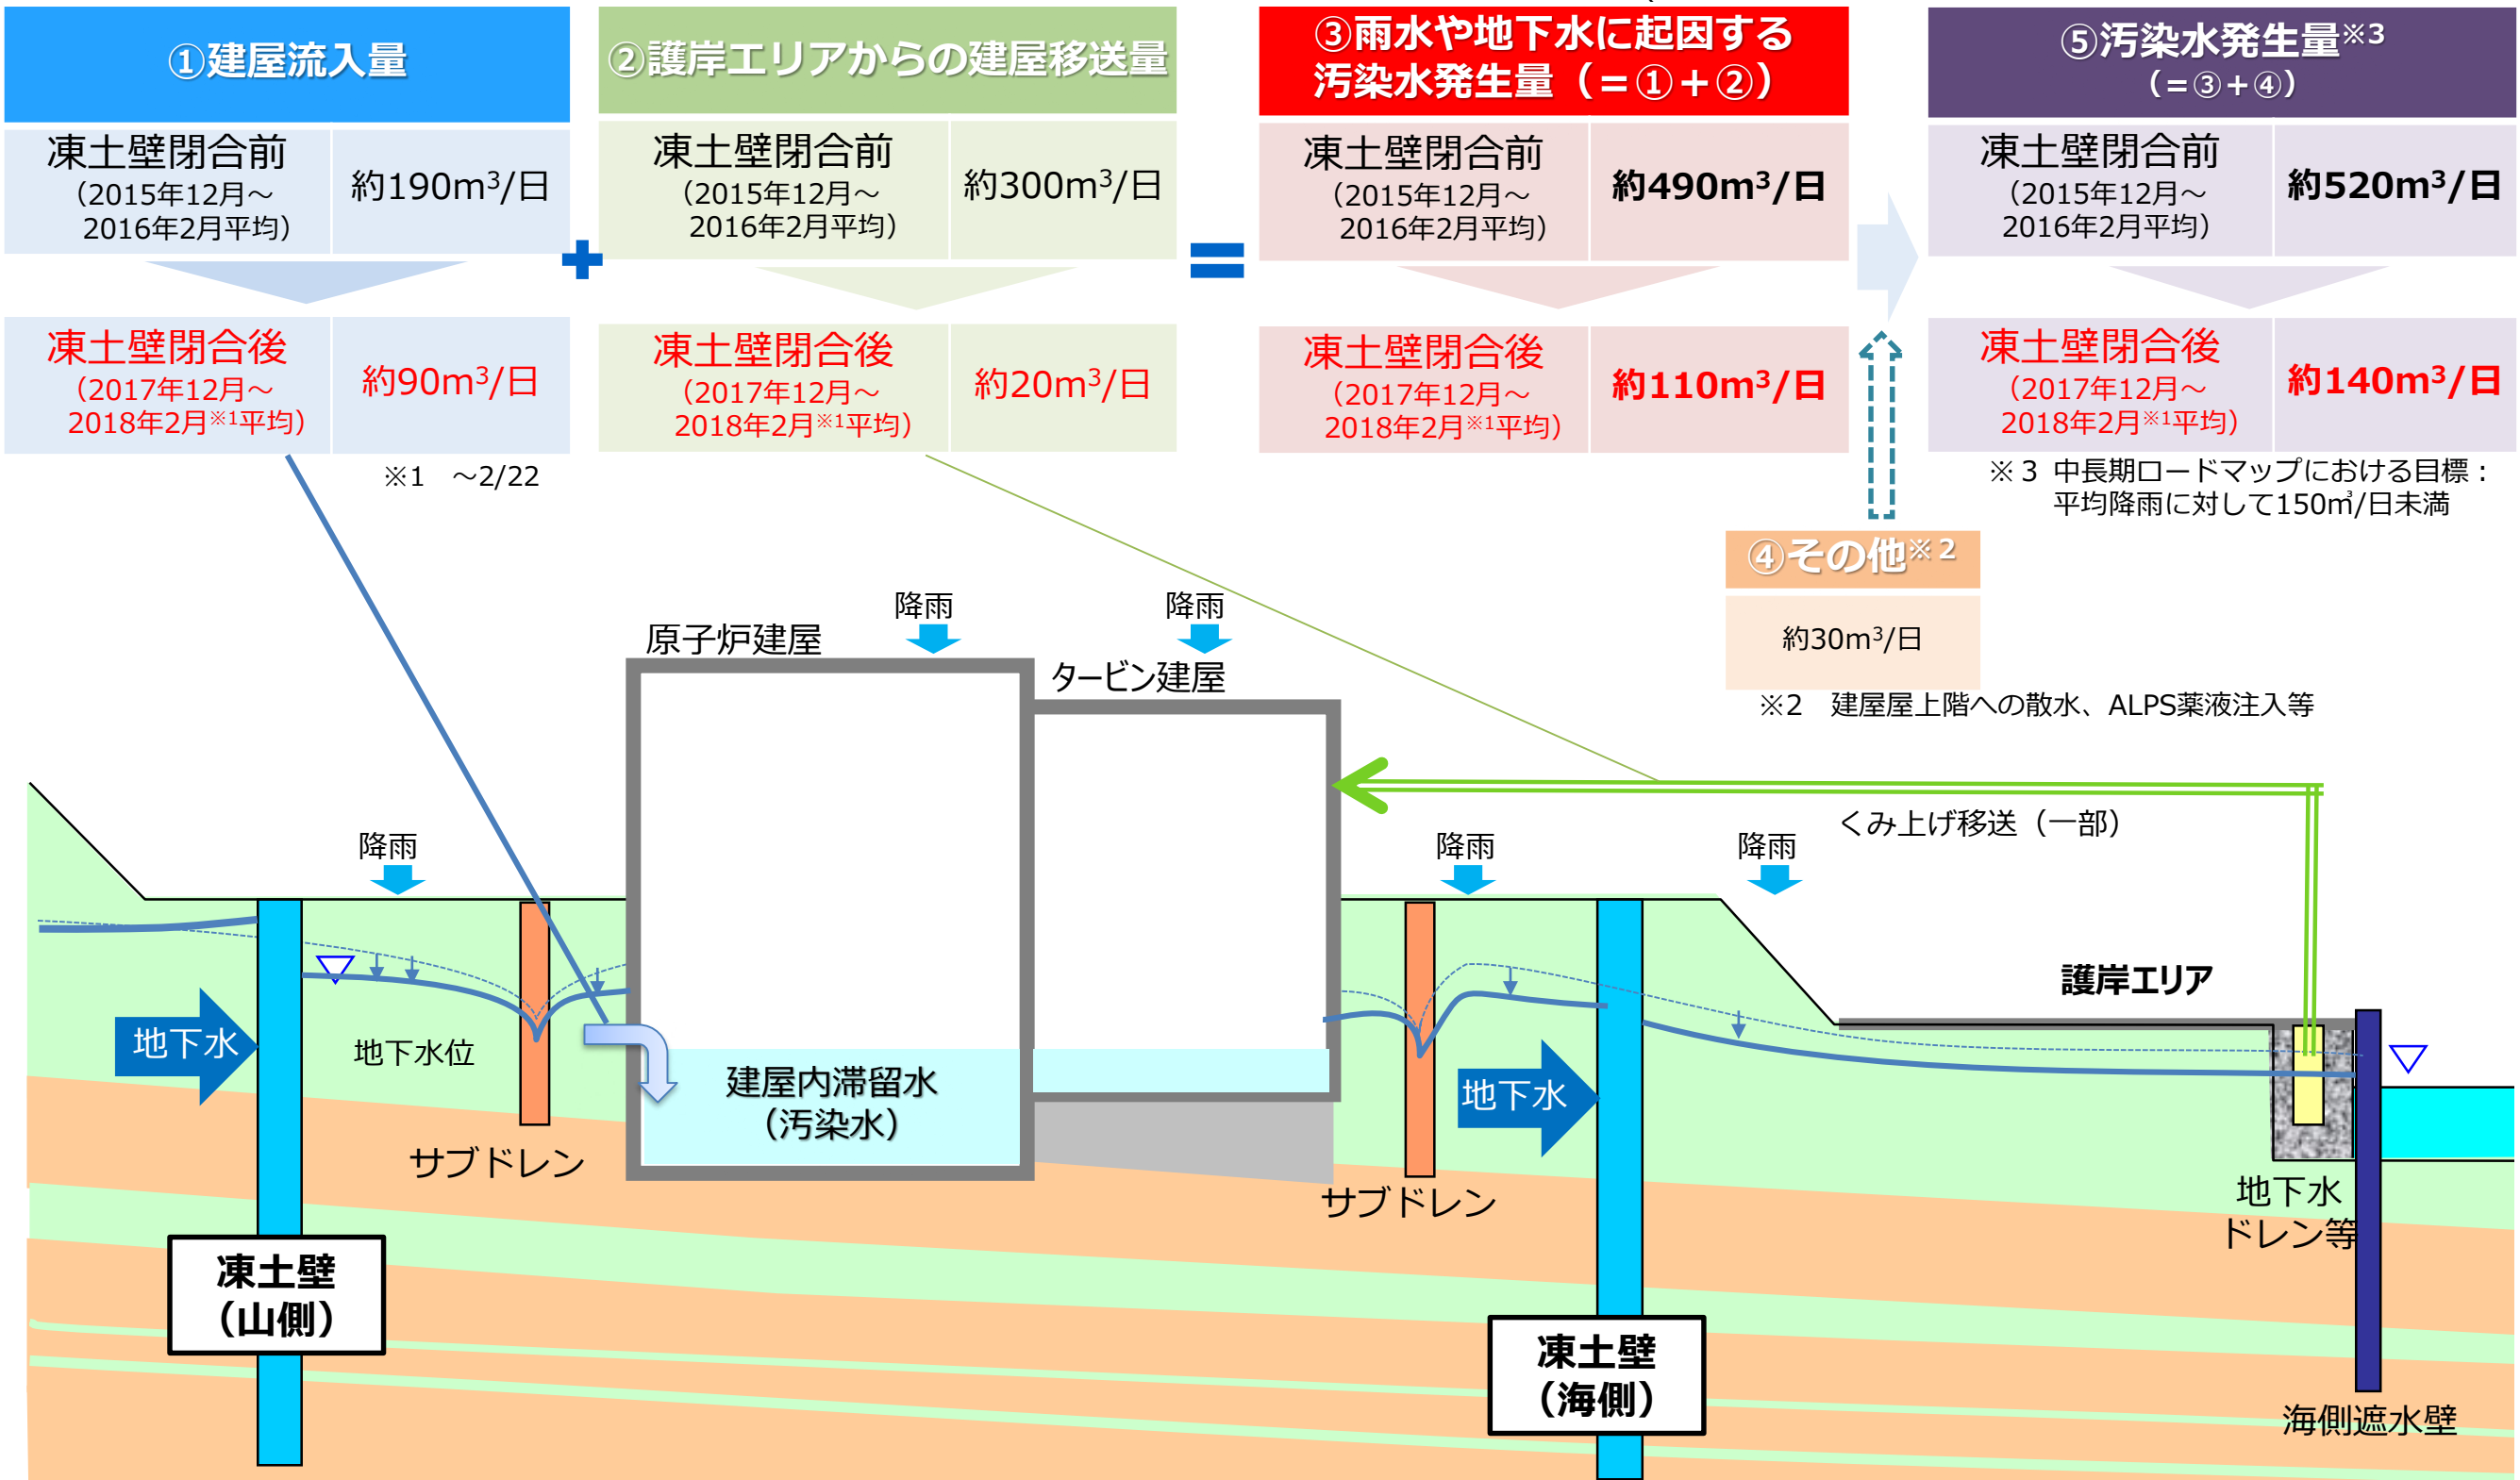 ①建屋流入量
凍土壁閉合前
（2015年12月～
2016年2月平均）
約190m³/日
凍土壁閉合後
（2017年12月～
2018年2月※1平均）
約90m³/日
※1　～2/22
②護岸エリアからの建屋移送量
凍土壁閉合前
（2015年12月～
2016年2月平均）
約300m³/日
凍土壁閉合後
（2017年12月～
2018年2月※1平均）
約20m³/日
③雨水や地下水に起因する
汚染水発生量（＝①＋②）
凍土壁閉合前
（2015年12月～
2016年2月平均）
約490m³/日
凍土壁閉合後
（2017年12月～
2018年2月※1平均）
約110m³/日
⑤汚染水発生量※3
（＝③＋④）
凍土壁閉合前
（2015年12月～
2016年2月平均）
約520m³/日
凍土壁閉合後
（2017年12月～
2018年2月※1平均）
約140m³/日
※３ 中長期ロードマップにおける目標：
平均降雨に対して150㎥/日未満
④その他※２
約30m³/日
※2　建屋屋上階への散水、ALPS薬液注入等
降雨
降雨
原子炉建屋
タービン建屋
くみ上げ移送（一部）
降雨
降雨
降雨
護岸エリア
地下水
地下水位
建屋内滞留水
（汚染水）
地下水
サブドレン
サブドレン
地下水
ドレン等
凍土壁
（山側）
凍土壁
（海側）
海側遮水壁